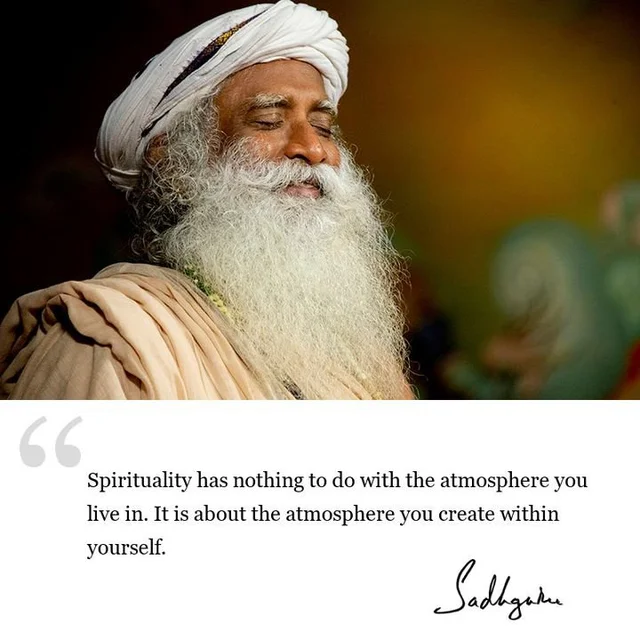 “
Spirituality has nothing to do with the atmosphere you
live in. It is about the atmosphere you create within
yourself.
Sadhguru